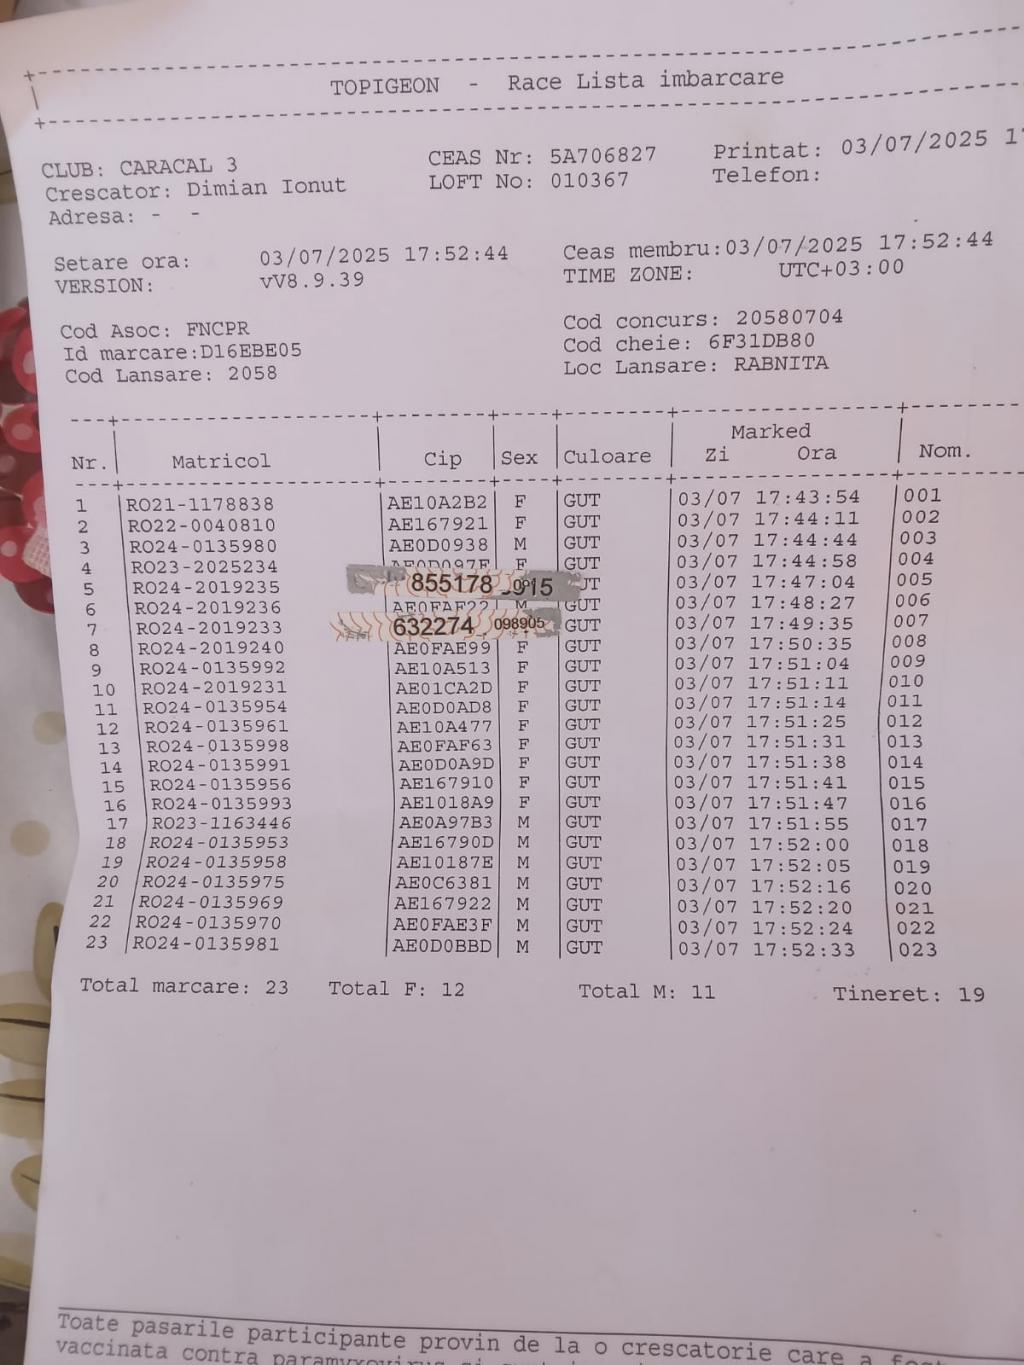 TOPIGEON - Race Lista imbarcare
CLUB: CARACAL 3 CEAS Nr: 5A706827 Printat: 03/07/2025
Crescator: Dimian Ionut LOFT No: 010367 Telefon:
Adresa: - -
Setare ora: 03/07/2025 17:52:44 Ceas membru:03/07/2025 17:52:44
VERSION: vV8.9.39 TIME ZONE: UTC+03:00
Cod Asoc: FNCPR Cod concurs: 20580704
Id marcare:D16EBE05 Cod cheie: 6F31DB80
Cod Lansare: 2058 Loc Lansare: RABNITA
Marked
Nr. Matricol Cip Sex Culoare Zi Ora Nom.
1 RO21-1178838 AE10A2B2 F GUT 03/07 17:43:54 001
2 RO22-0040810 AE167921 F GUT 03/07 17:44:11 002
3 RO24-0135980 AE0D0938 M GUT 03/07 17:44:44 003
4 RO23-2025234 F GUT 03/07 17:44:58 004
5 RO24-2019235 855178 03/07 17:47:04 005
6 RO24-2019236 AE0FAF22 M GUT 03/07 17:48:27 006
7 RO24-2019233 632274 098905 GUT 03/07 17:49:35 007
8 RO24-2019240 AE0FAE99 F GUT 03/07 17:50:35 008
9 RO24-0135992 AE10A513 F GUT 03/07 17:51:04 009
10 RO24-2019231 AE01CA2D F GUT 03/07 17:51:11 010
11 RO24-0135954 AE0D0AD8 F GUT 03/07 17:51:14 011
12 RO24-0135961 AE10A477 F GUT 03/07 17:51:25 012
13 RO24-0135998 AE0FAF63 F GUT 03/07 17:51:31 013
14 RO24-0135991 AE0D0A9D F GUT 03/07 17:51:38 014
15 RO24-0135956 AE167910 F GUT 03/07 17:51:41 015
16 RO24-0135993 AE1018A9 F GUT 03/07 17:51:47 016
17 RO23-1163446 AE0A97B3 M GUT 03/07 17:51:55 017
18 RO24-0135953 AE16790D M GUT 03/07 17:52:00 018
19 RO24-0135958 AE10187E M GUT 03/07 17:52:05 019
20 RO24-0135975 AE0C6381 M GUT 03/07 17:52:16 020
21 RO24-0135969 AE167922 M GUT 03/07 17:52:20 021
22 RO24-0135970 AE0FAE3F M GUT 03/07 17:52:24 022
23 RO24-0135981 AE0D0BBD M GUT 03/07 17:52:33 023
Total marcare: 23 Total F: 12 Total M: 11 Tineret: 19
Toate pasarile participante provin de la o crescatorie care a
vaccinata contra